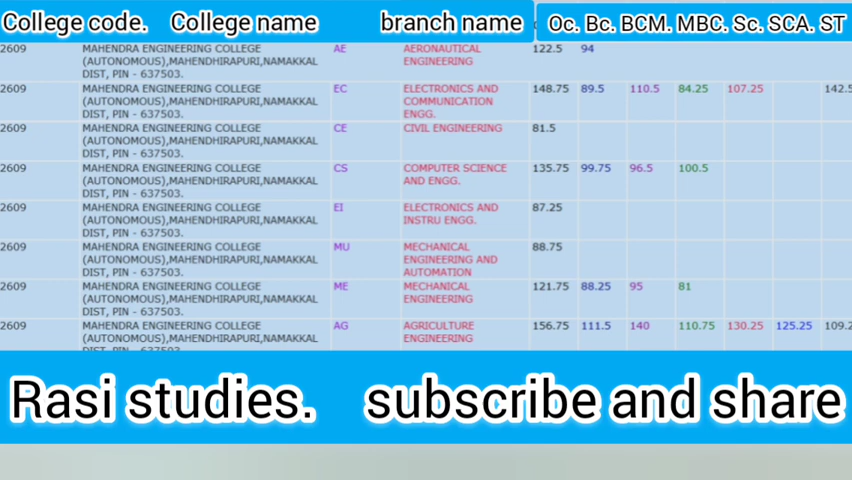 College code. College name branch name Oc. Bc. BCM. MBC. Sc. SCA. ST
2609 MAHENDRA ENGINEERING COLLEGE AE AERONAUTICAL 122.5 94
(AUTONOMOUS),MAHENDHIRAPURI,NAMAKKAL ENGINEERING
DIST, PIN - 637503.
2609 MAHENDRA ENGINEERING COLLEGE EC ELECTRONICS AND 148.75 89.5 110.5 84.25 107.25 142.5
(AUTONOMOUS),MAHENDHIRAPURI,NAMAKKAL COMMUNICATION
DIST, PIN - 637503. ENGG.
2609 MAHENDRA ENGINEERING COLLEGE CE CIVIL ENGINEERING 81.5
(AUTONOMOUS),MAHENDHIRAPURI,NAMAKKAL
DIST, PIN - 637503.
2609 MAHENDRA ENGINEERING COLLEGE CS COMPUTER SCIENCE 135.75 99.75 96.5 100.5
(AUTONOMOUS),MAHENDHIRAPURI,NAMAKKAL AND ENGG.
DIST, PIN - 637503.
2609 MAHENDRA ENGINEERING COLLEGE EI ELECTRONICS AND 87.25
(AUTONOMOUS),MAHENDHIRAPURI,NAMAKKAL INSTRU ENGG.
DIST, PIN - 637503.
2609 MAHENDRA ENGINEERING COLLEGE MU MECHANICAL 88.75
(AUTONOMOUS),MAHENDHIRAPURI,NAMAKKAL ENGINEERING AND
DIST, PIN - 637503. AUTOMATION
2609 MAHENDRA ENGINEERING COLLEGE ME MECHANICAL 121.75 88.25 95 81
(AUTONOMOUS),MAHENDHIRAPURI,NAMAKKAL ENGINEERING
DIST, PIN - 637503.
2609 MAHENDRA ENGINEERING COLLEGE AG AGRICULTURE 156.75 111.5 140 110.75 130.25 125.25 109.2
(AUTONOMOUS),MAHENDHIRAPURI,NAMAKKAL ENGINEERING
DIST, PIN - 637503.
Rasi studies. subscribe and share